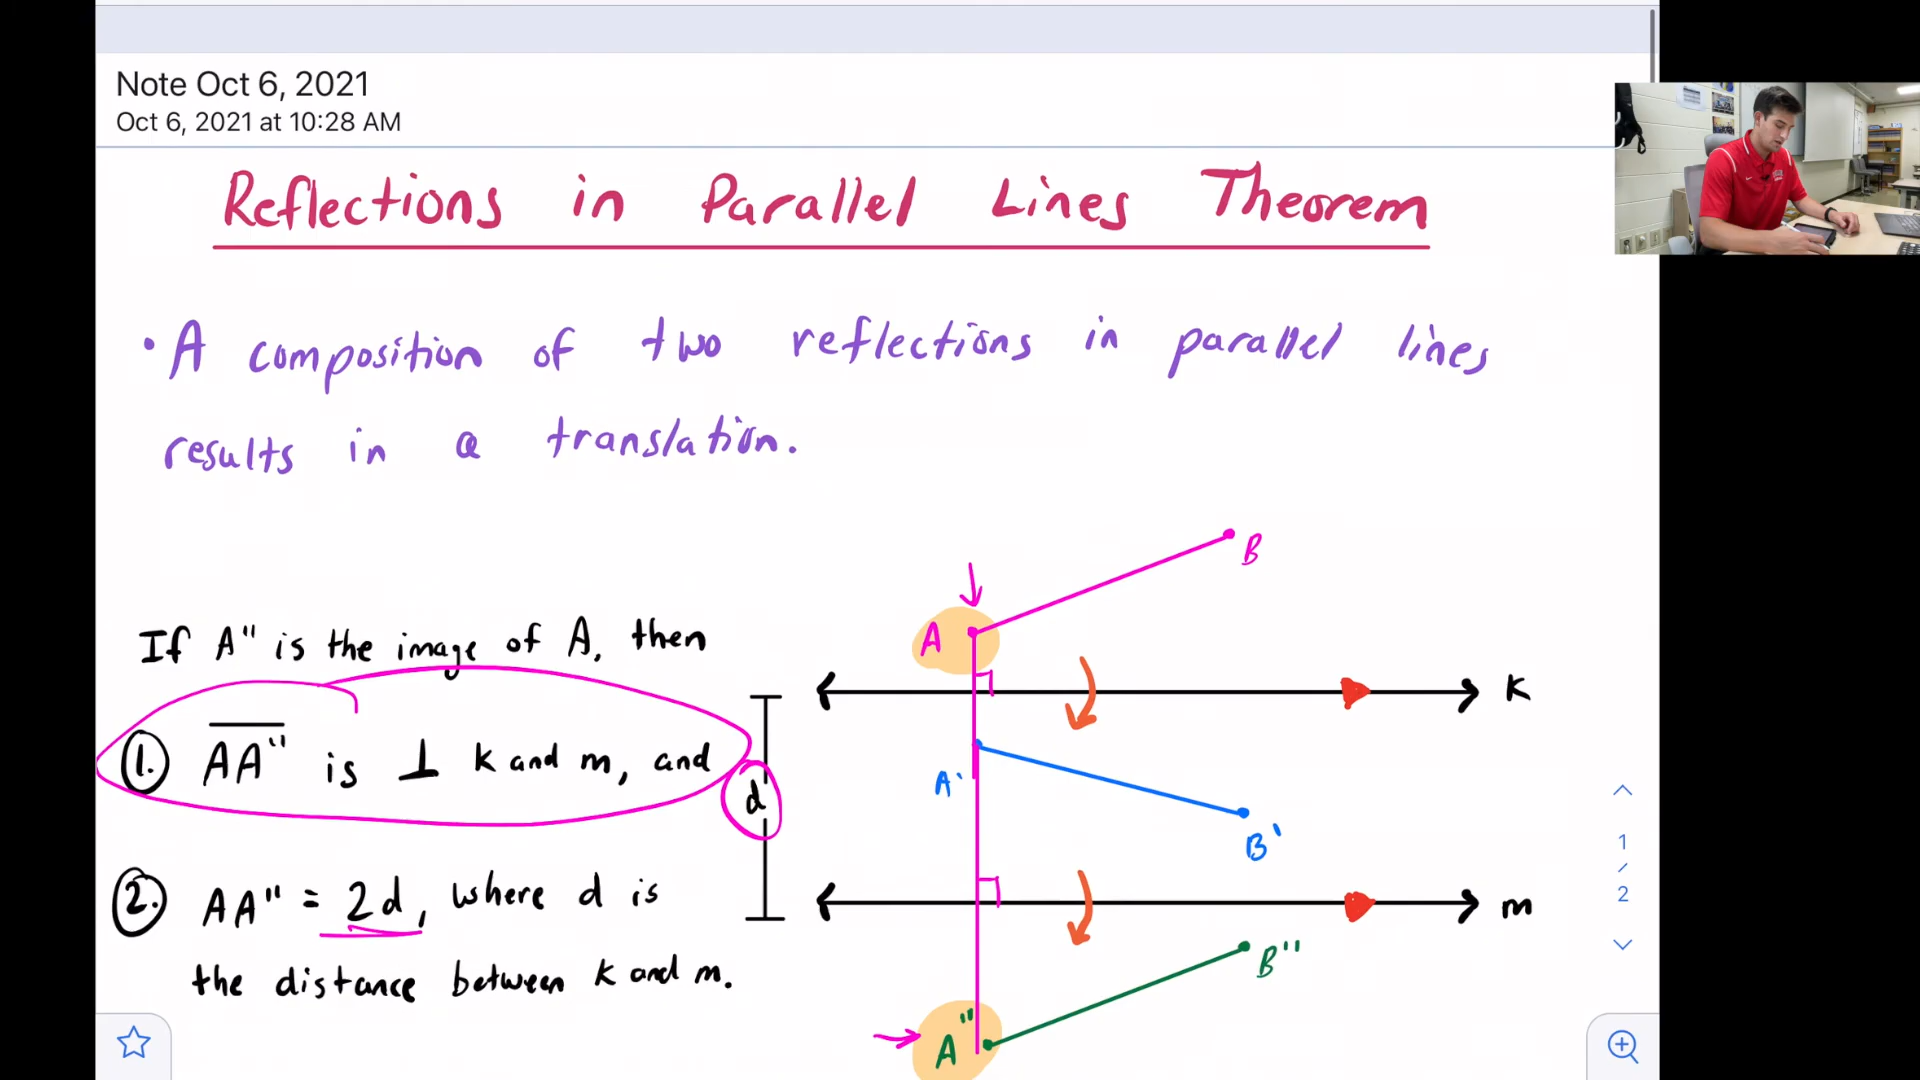 Note Oct 6, 2021
Oct 6, 2021 at 10:28 AM
Reflections in Parallel Lines Theorem
• A composition of two reflections in parallel lines
results in a translation.
If A" is the image of A, then
1. AA" is ⊥ k and m, and
2. AA" = 2d, where d is
the distance between k and m.
d
B
A
k
A'
B'
m
B"
A"
1
/
2